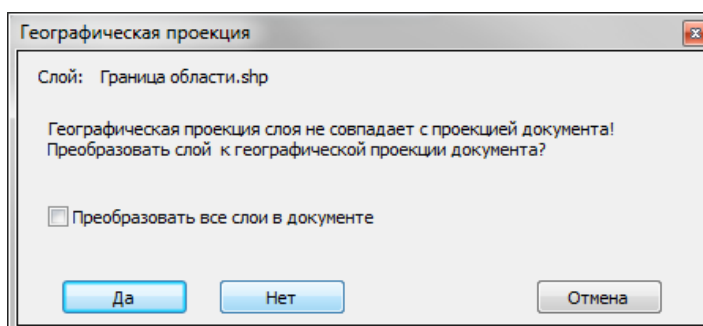 Географическая проекция
Слой: Граница области.shp
Географическая проекция слоя не совпадает с проекцией документа!
Преобразовать слой к географической проекции документа?
Преобразовать все слои в документе
Да Нет Отмена